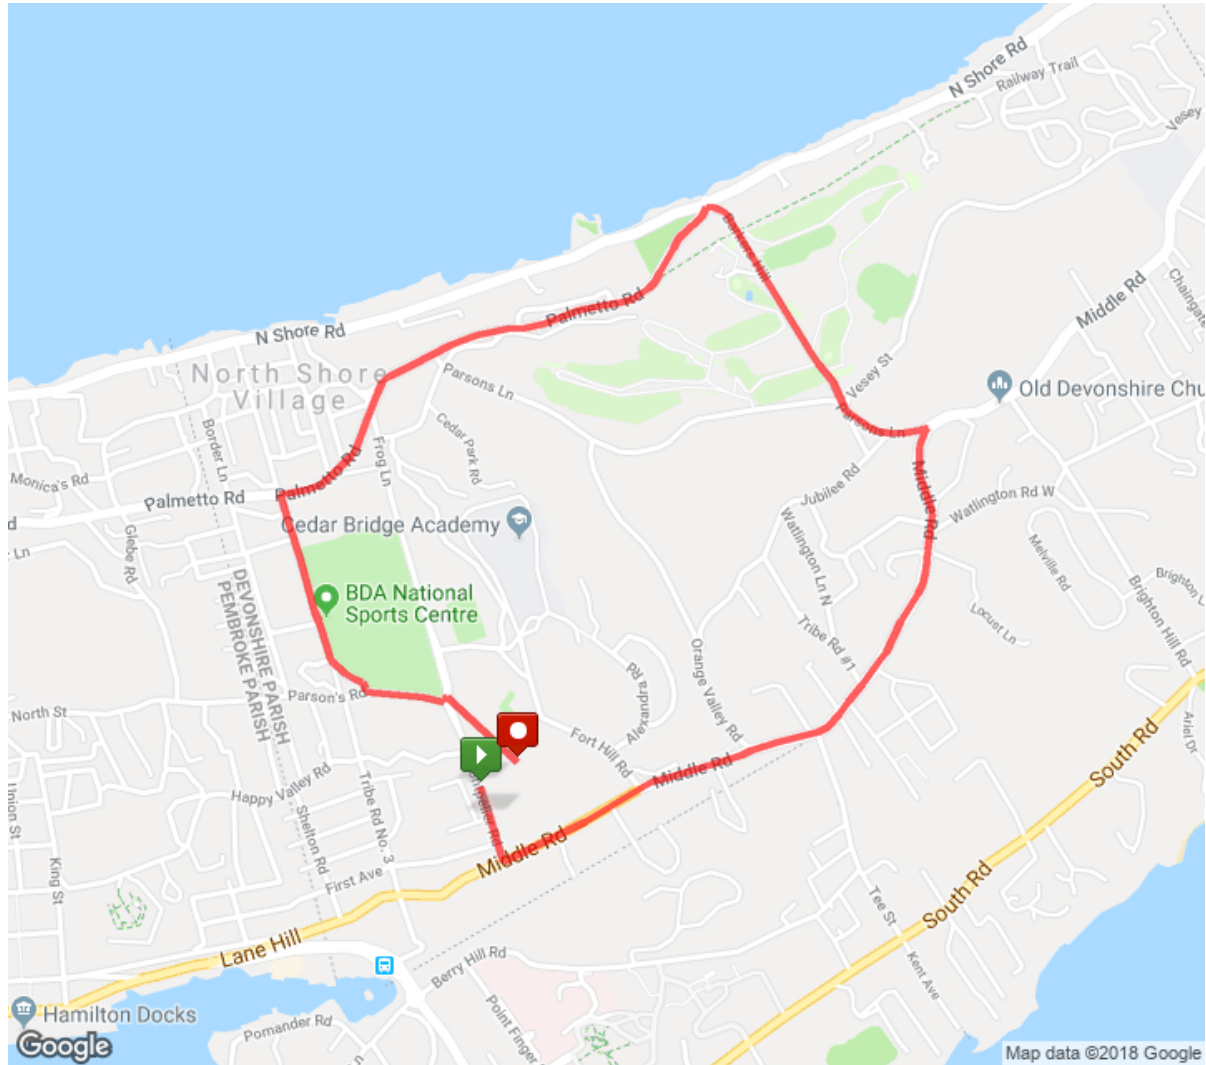 N Shore Rd
Railway Trail
Vesey
Barkers Hill
Chaingate
Middle Rd
Palmetto Rd
N Shore Rd
North Shore
Village
Parsons Ln
Vesey St
Old Devonshire Chu
Parsons Ln
Border Ln
Frog Ln
Cedar Park Rd
Monica's Rd
Palmetto Rd
Palmetto Rd
Jubilee Rd
Middle Rd
Watlington Rd W
Glebe Rd
Cedar Bridge Academy
Watlington Ln N
Melville Rd
Brighton L
Brighton Hill Rd
DEVONSHIRE PARISH
PEMBROKE PARISH
BDA National
Sports Centre
Locust Ln
Tribe Rd #1
Orange Valley Rd
Alexandra Rd
Parson's Rd
North St
Ariel Dr
Fort Hill Rd
South Rd
Middle Rd
Happy Valley Rd
Tribe Rd No. 3
Shelton Rd
Union St
King St
Middle Rd
First Ave
Tree St
South Rd
Lane Hill
Berry Hill Rd
Kent Ave
Point Finger
Hamilton Docks
Pomander Rd
Google
Map data ©2018 Google